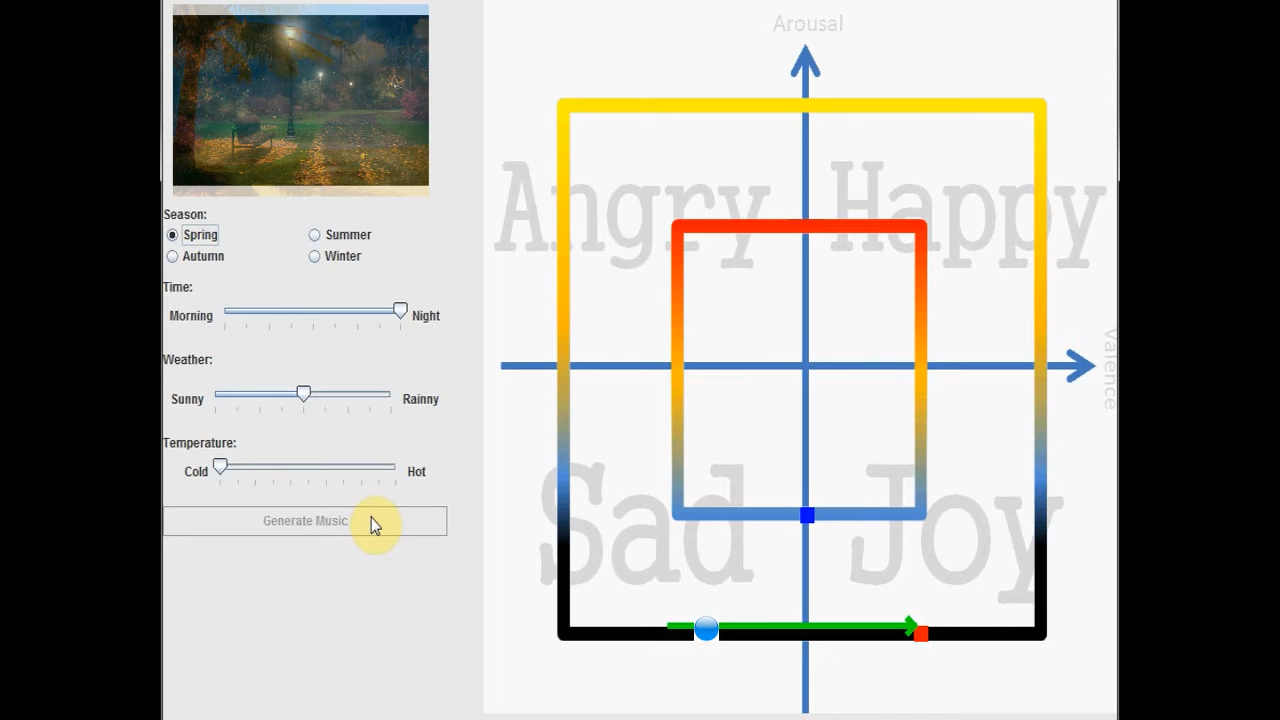 Season:
Spring
Summer
Autumn
Winter
Time:
Morning
Night
Weather:
Sunny
Rainny
Temperature:
Cold
Hot
Generate Music
Arousal
Angry
Happy
Valence
Sad
Joy